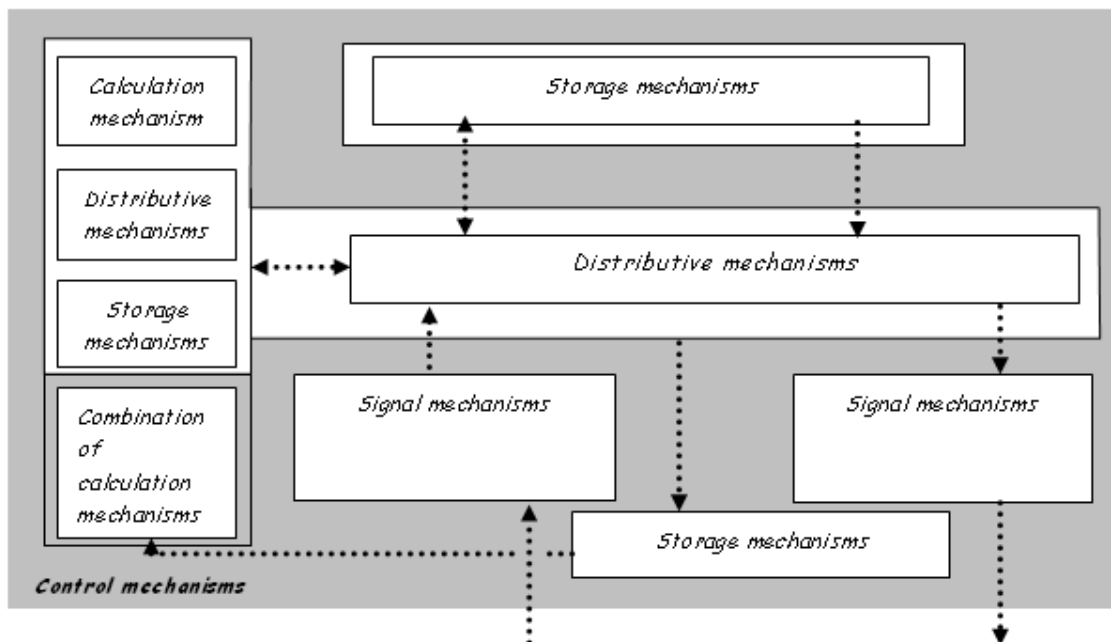 Calculation
mechanism
Storage mechanisms
Distributive
mechanisms
Distributive mechanisms
Storage
mechanisms
Signal mechanisms
Signal mechanisms
Combination
of
calculation
mechanisms
Storage mechanisms
Control mechanisms